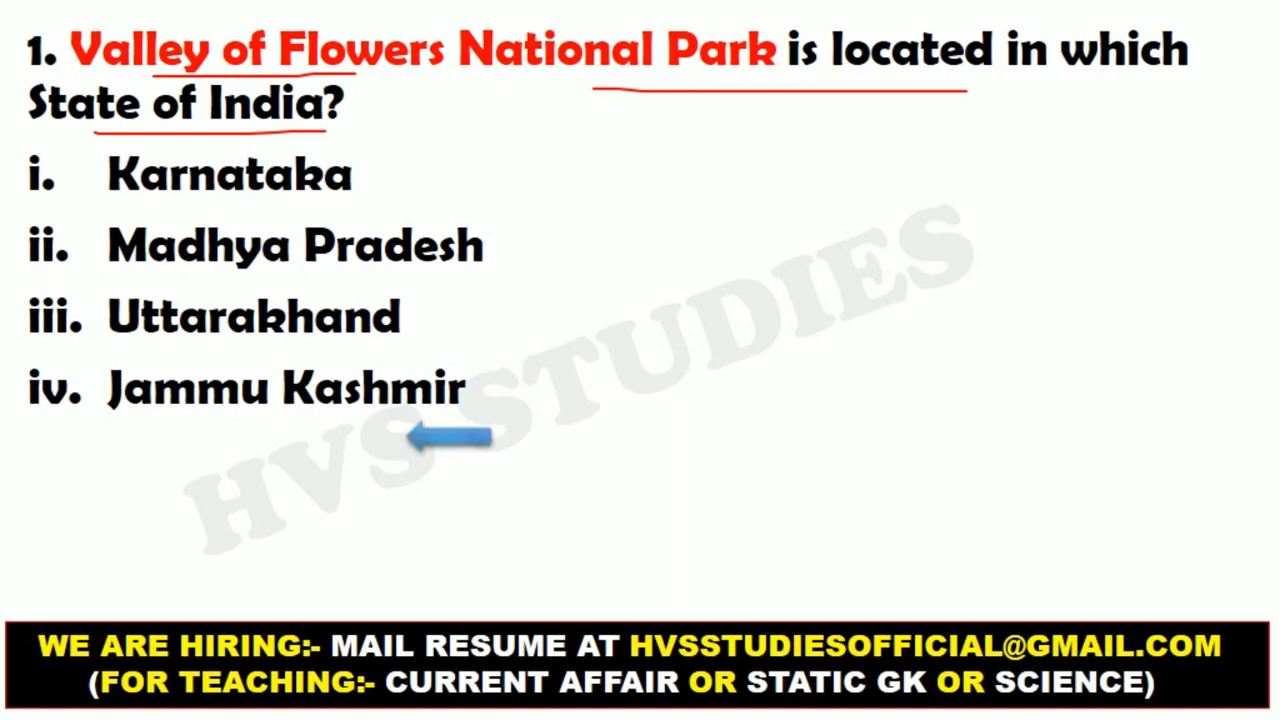 1. Valley of Flowers National Park is located in which
State of India?
i. Karnataka
ii. Madhya Pradesh
iii. Uttarakhand
iv. Jammu Kashmir
HVS STUDIES
WE ARE HIRING:- MAIL RESUME AT HVSSTUDIESOFFICIAL@GMAIL.COM
(FOR TEACHING:- CURRENT AFFAIR OR STATIC GK OR SCIENCE)